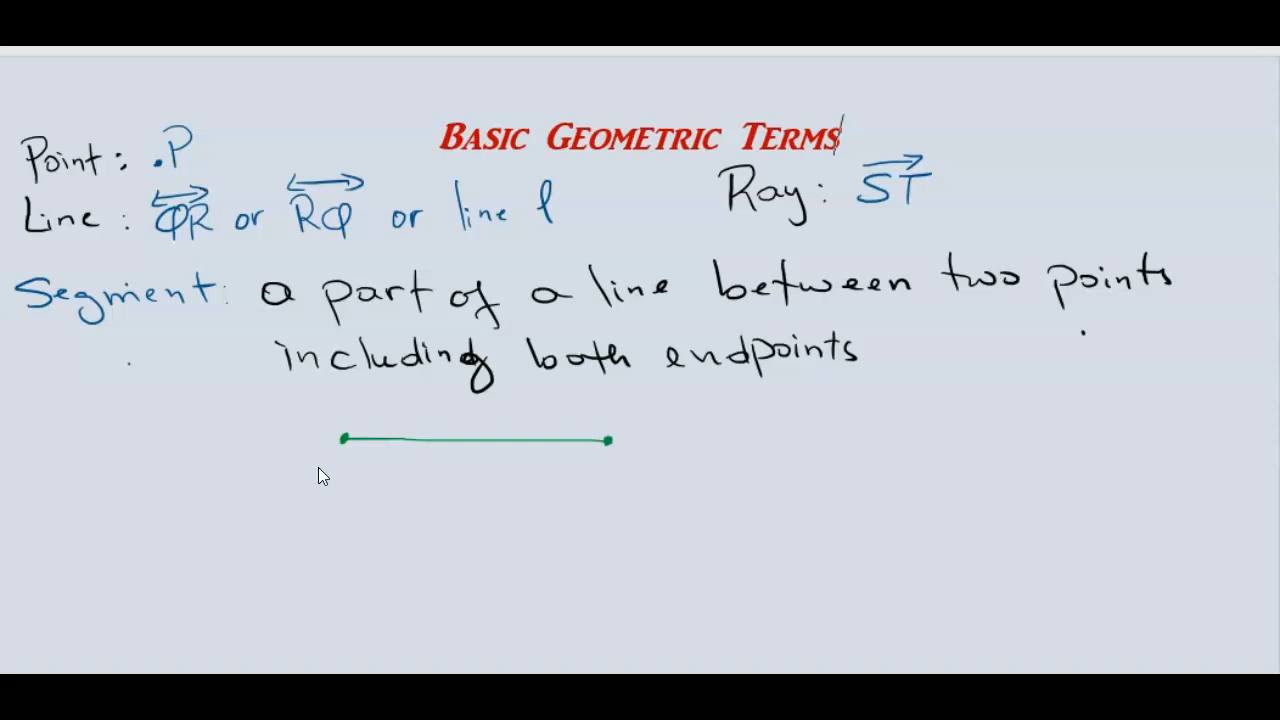 BASIC GEOMETRIC TERMS
Point: .P
Line: QR or RQ or line l
Ray: ST
Segment: a part of a line between two points
including both endpoints